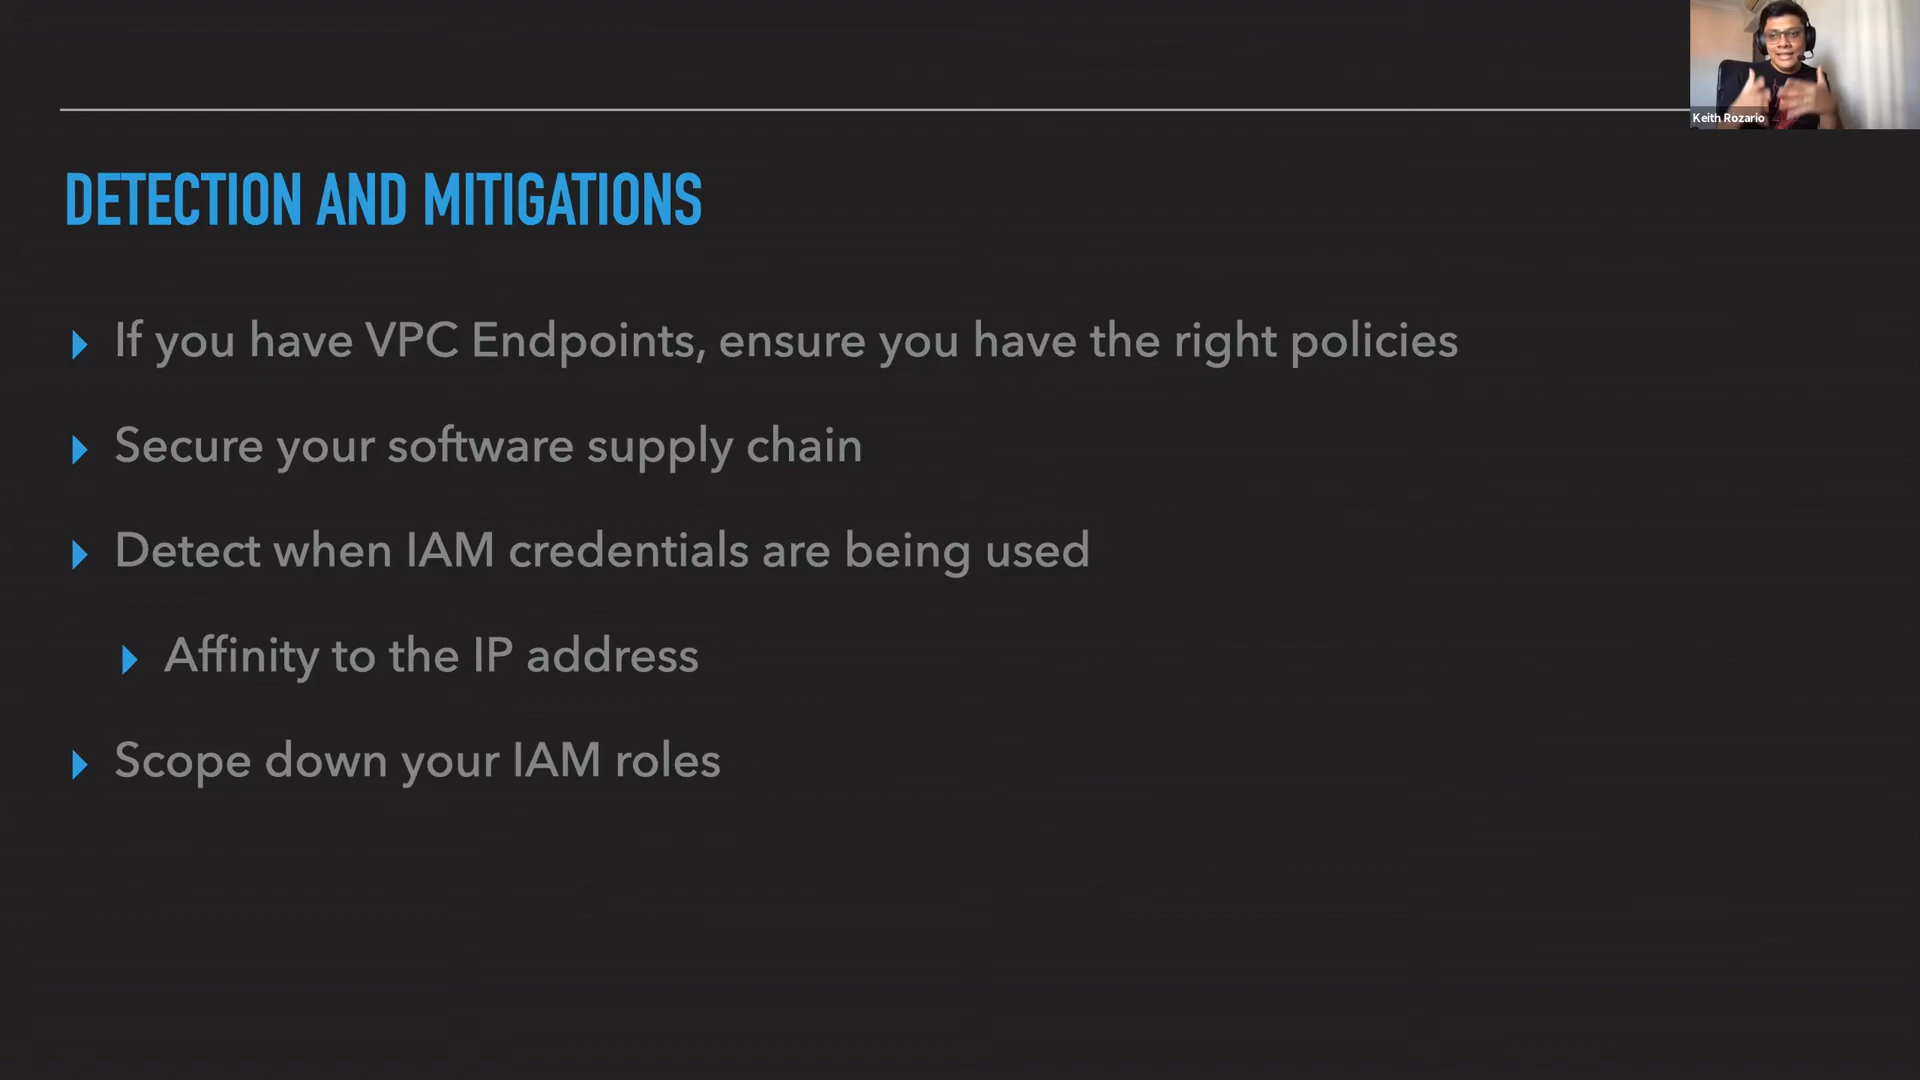 Keith Rozario
DETECTION AND MITIGATIONS
If you have VPC Endpoints, ensure you have the right policies
Secure your software supply chain
Detect when IAM credentials are being used
Affinity to the IP address
Scope down your IAM roles